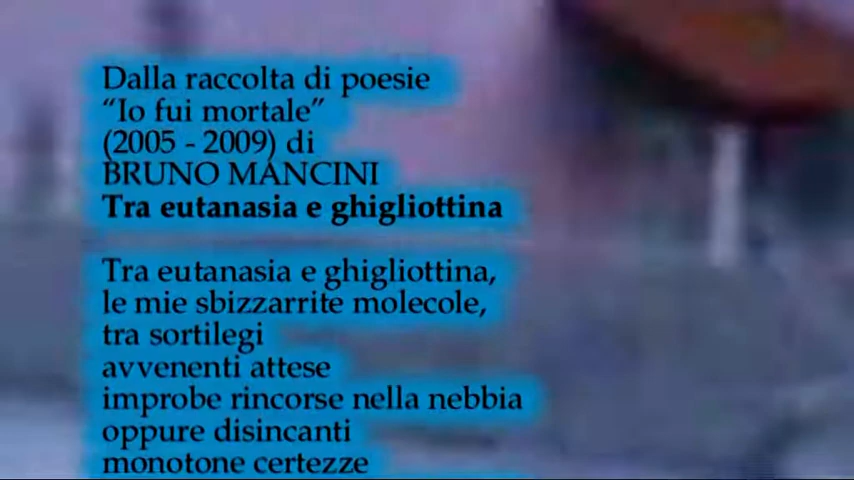 Dalla raccolta di poesie
“Io fui mortale”
(2005 - 2009) di
BRUNO MANCINI
Tra eutanasia e ghigliottina
Tra eutanasia e ghigliottina,
le mie sbizzarrite molecole,
tra sortilegi
avvenenti attese
improbe rincorse nella nebbia
oppure disincanti
monotone certezze